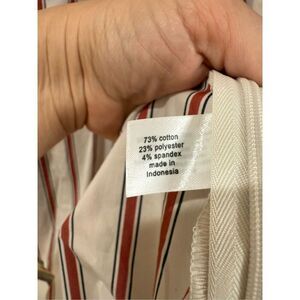 73% cotton
23% polyester
4% spandex
made in
Indonesia